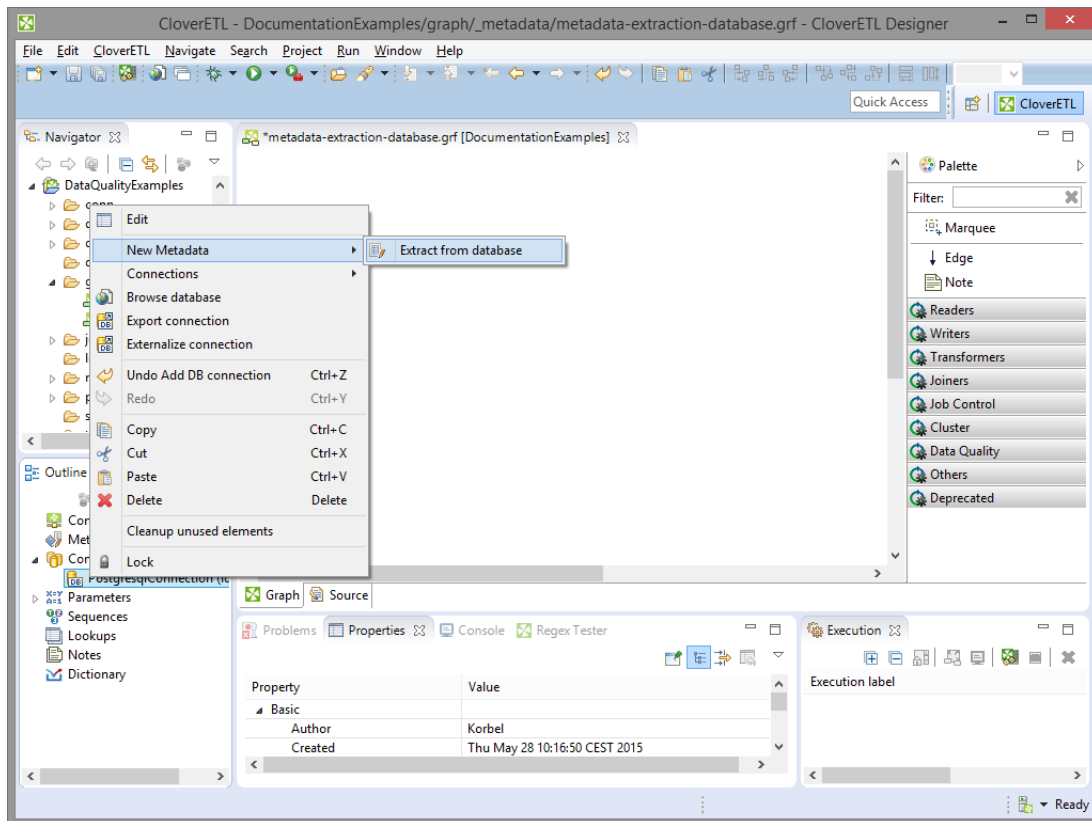 CloverETL - DocumentationExamples/graph/_metadata/metadata-extraction-database.grf - CloverETL Designer
File Edit CloverETL Navigate Search Project Run Window Help
Quick Access
CloverETL
Navigator
*metadata-extraction-database.grf [DocumentationExamples]
DataQualityExamples
Edit
New Metadata
Extract from database
Connections
Browse database
Export connection
Externalize connection
Undo Add DB connection Ctrl+Z
Redo Ctrl+Y
Copy Ctrl+C
Cut Ctrl+X
Paste Ctrl+V
Delete Delete
Cleanup unused elements
Lock
Palette
Filter:
Marquee
Edge
Note
Readers
Writers
Transformers
Joiners
Job Control
Cluster
Data Quality
Others
Deprecated
Outline
PostgresqlConnection
Parameters
Sequences
Lookups
Notes
Dictionary
Graph Source
Problems Properties Console Regex Tester
Property Value
Basic
Author Korbel
Created Thu May 28 10:16:50 CEST 2015
Execution
Execution label
Ready